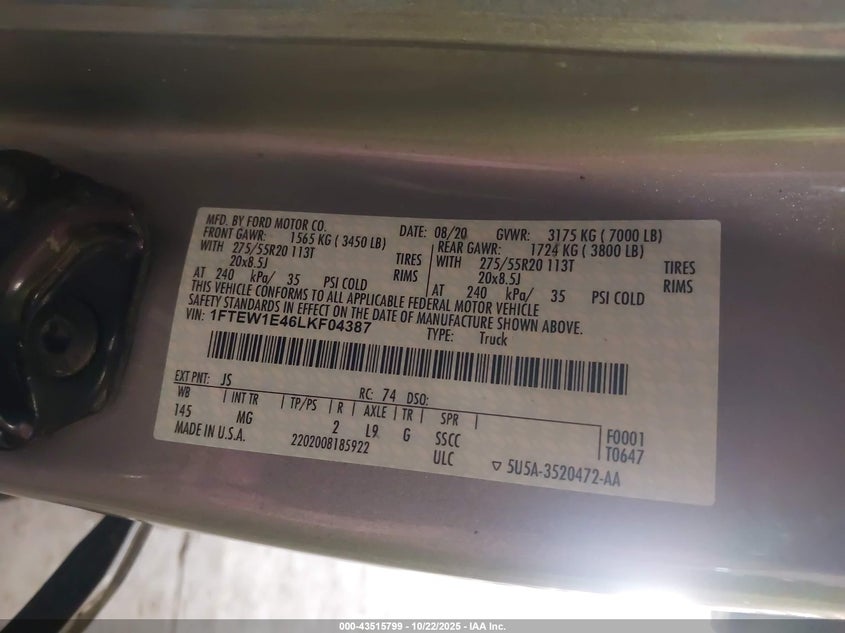 MFD. BY FORD MOTOR CO. DATE: 08/20 GVWR: 3175 KG ( 7000 LB)
FRONT GAWR: 1565 KG ( 3450 LB) REAR GAWR: 1724 KG ( 3800 LB)
WITH 275/55R20 113T TIRES WITH 275/55R20 113T TIRES
20x8.5J RIMS 20x8.5J RIMS
AT 240 kPa/ 35 PSI COLD AT 240 kPa/ 35 PSI COLD
THIS VEHICLE CONFORMS TO ALL APPLICABLE FEDERAL MOTOR VEHICLE
SAFETY STANDARDS IN EFFECT ON THE DATE OF MANUFACTURE SHOWN ABOVE.
VIN: 1FTEW1E46LKF04387
TYPE: Truck
EXT PNT: JS RC: 74 DSO:
WB INT TR TP/PS R AXLE TR SPR
145 MG 2 L9 G SSCC F0001
MADE IN U.S.A. 2202008185922 ULC T0647
▽ 5U5A-3520472-AA
000-43515799 - 10/22/2025 - IAA Inc.